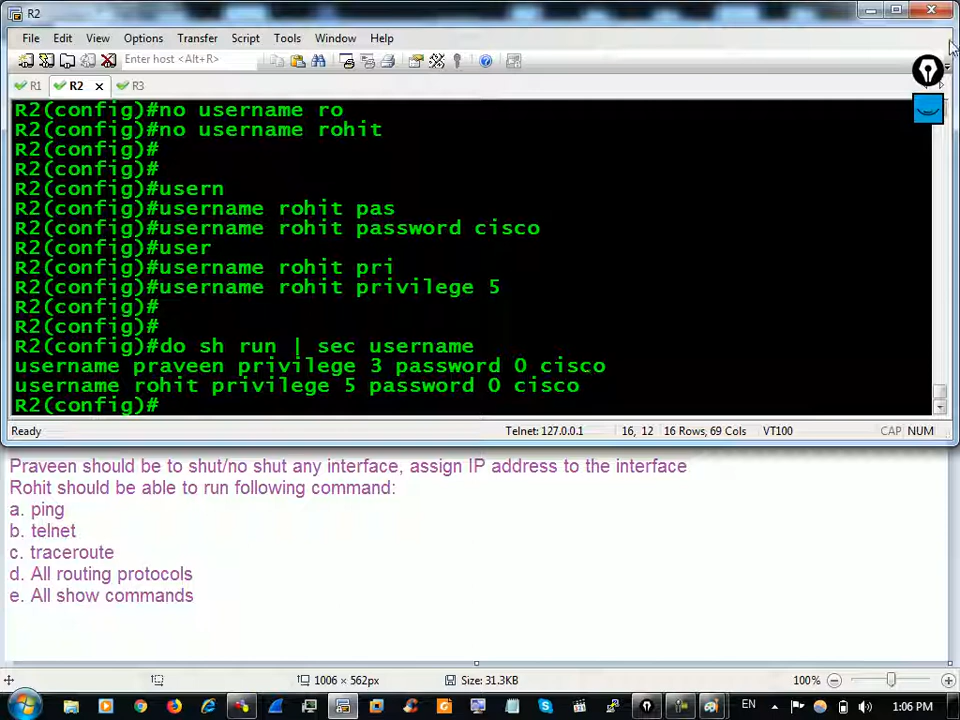 R2
File Edit View Options Transfer Script Tools Window Help
Enter host <Alt+R>
R1 R2 R3
R2(config)#no username ro
R2(config)#no username rohit
R2(config)#
R2(config)#
R2(config)#usern
R2(config)#username rohit pas
R2(config)#username rohit password cisco
R2(config)#user
R2(config)#username rohit pri
R2(config)#username rohit privilege 5
R2(config)#
R2(config)#
R2(config)#do sh run | sec username
username praveen privilege 3 password 0 cisco
username rohit privilege 5 password 0 cisco
R2(config)#
Ready Telnet: 127.0.0.1 16, 12 16 Rows, 69 Cols VT100 CAP NUM
Praveen should be to shut/no shut any interface, assign IP address to the interface
Rohit should be able to run following command:
a. ping
b. telnet
c. traceroute
d. All routing protocols
e. All show commands
1006 × 562px Size: 31.3KB 100%
EN 1:06 PM